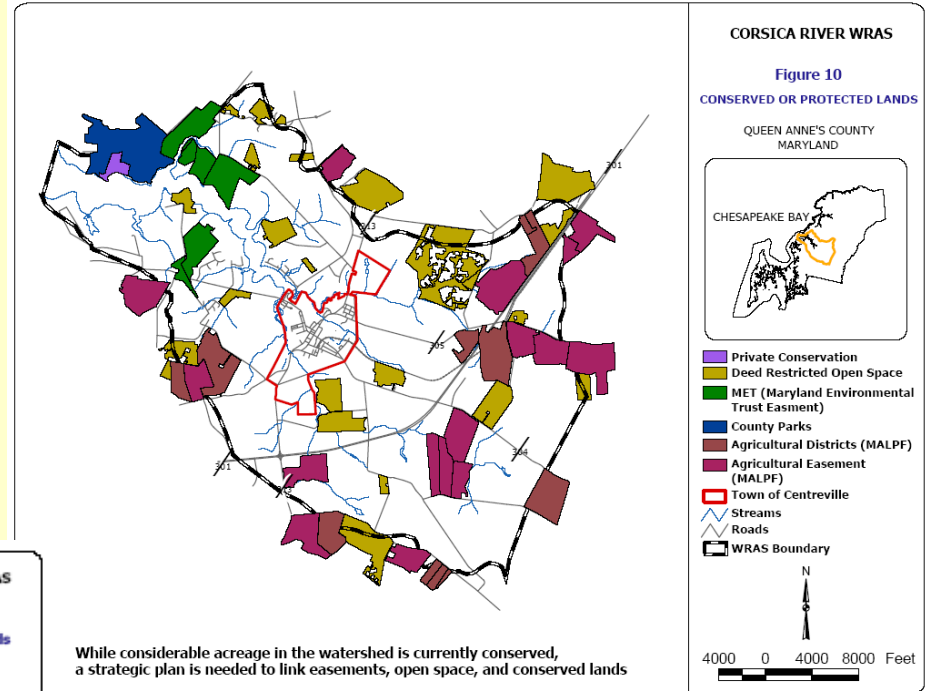 CORSICA RIVER WRAS
Figure 10
CONSERVED OR PROTECTED LANDS
QUEEN ANNE'S COUNTY
MARYLAND
CHESAPEAKE BAY
Private Conservation
Deed Restricted Open Space
MET (Maryland Environmental
Trust Easment)
County Parks
Agricultural Districts (MALPF)
Agricultural Easement
(MALPF)
Town of Centreville
Streams
Roads
WRAS Boundary
N
4000 0 4000 8000 Feet
301
213
305
304
301
While considerable acreage in the watershed is currently conserved,
a strategic plan is needed to link easements, open space, and conserved lands